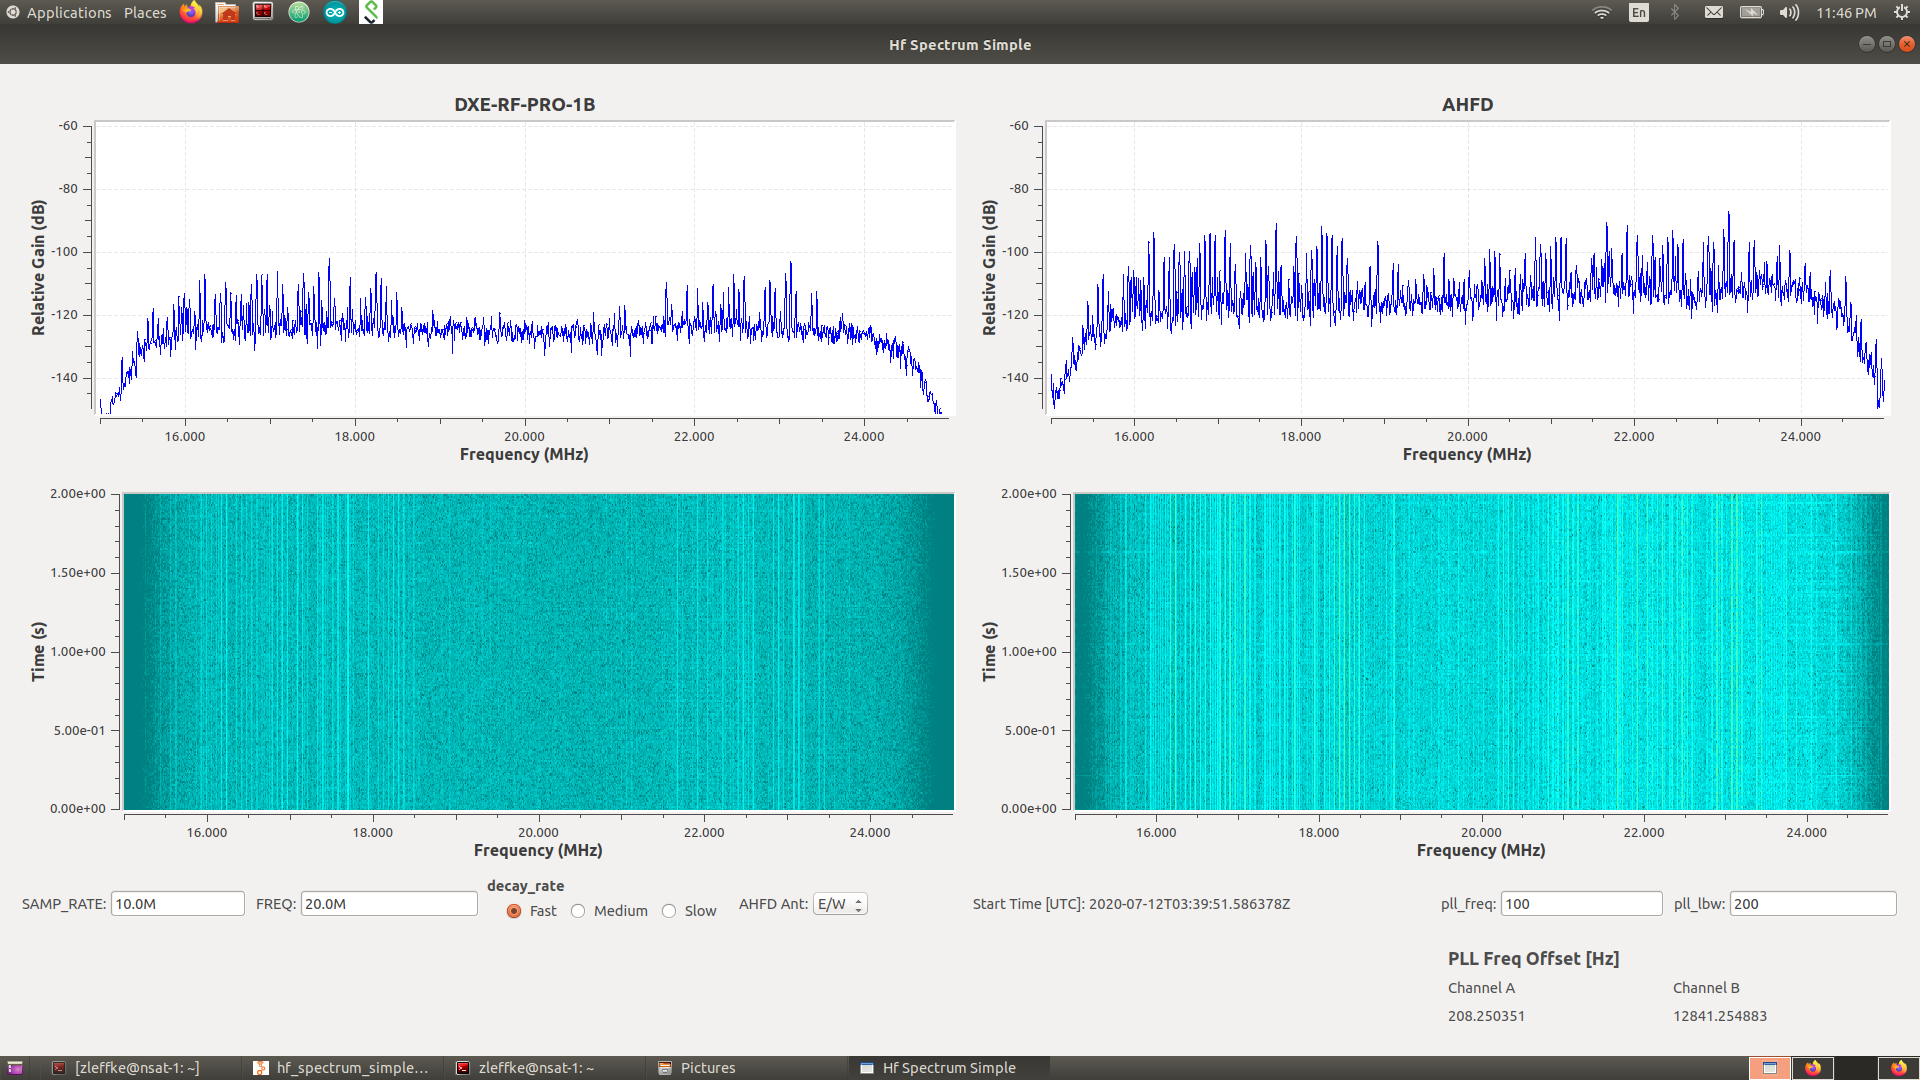 Applications Places En 11:46 PM
Hf Spectrum Simple
DXE-RF-PRO-1B
-60
-80
-100
-120
-140
Relative Gain (dB)
16.000 18.000 20.000 22.000 24.000
Frequency (MHz)
AHFD
-60
-80
-100
-120
-140
Relative Gain (dB)
16.000 18.000 20.000 22.000 24.000
Frequency (MHz)
2.00e+00
1.50e+00
1.00e+00
5.00e-01
0.00e+00
Time (s)
16.000 18.000 20.000 22.000 24.000
Frequency (MHz)
2.00e+00
1.50e+00
1.00e+00
5.00e-01
0.00e+00
Time (s)
16.000 18.000 20.000 22.000 24.000
Frequency (MHz)
decay_rate
SAMP_RATE: 10.0M FREQ: 20.0M Fast Medium Slow AHFD Ant: E/W Start Time [UTC]: 2020-07-12T03:39:51.586378Z pll_freq: 100 pll_lbw: 200
PLL Freq Offset [Hz]
Channel A Channel B
208.250351 12841.254883
[zleffke@nsat-1: ~] hf_spectrum_simple... zleffke@nsat-1: ~ Pictures Hf Spectrum Simple